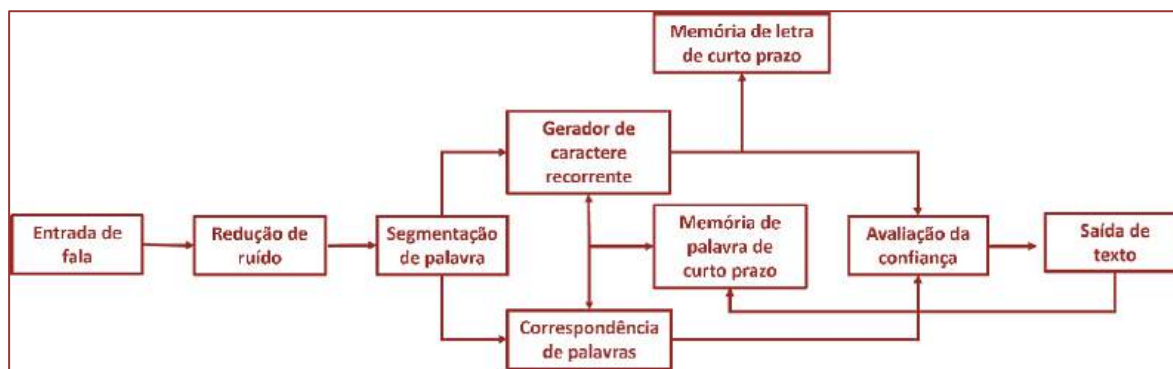 Memória de letra
de curto prazo
Gerador de
caractere
recorrente
Entrada de
fala
Redução de
ruído
Segmentação
de palavra
Memória de
palavra de
curto prazo
Avaliação da
confiança
Saída de
texto
Correspondência
de palavras